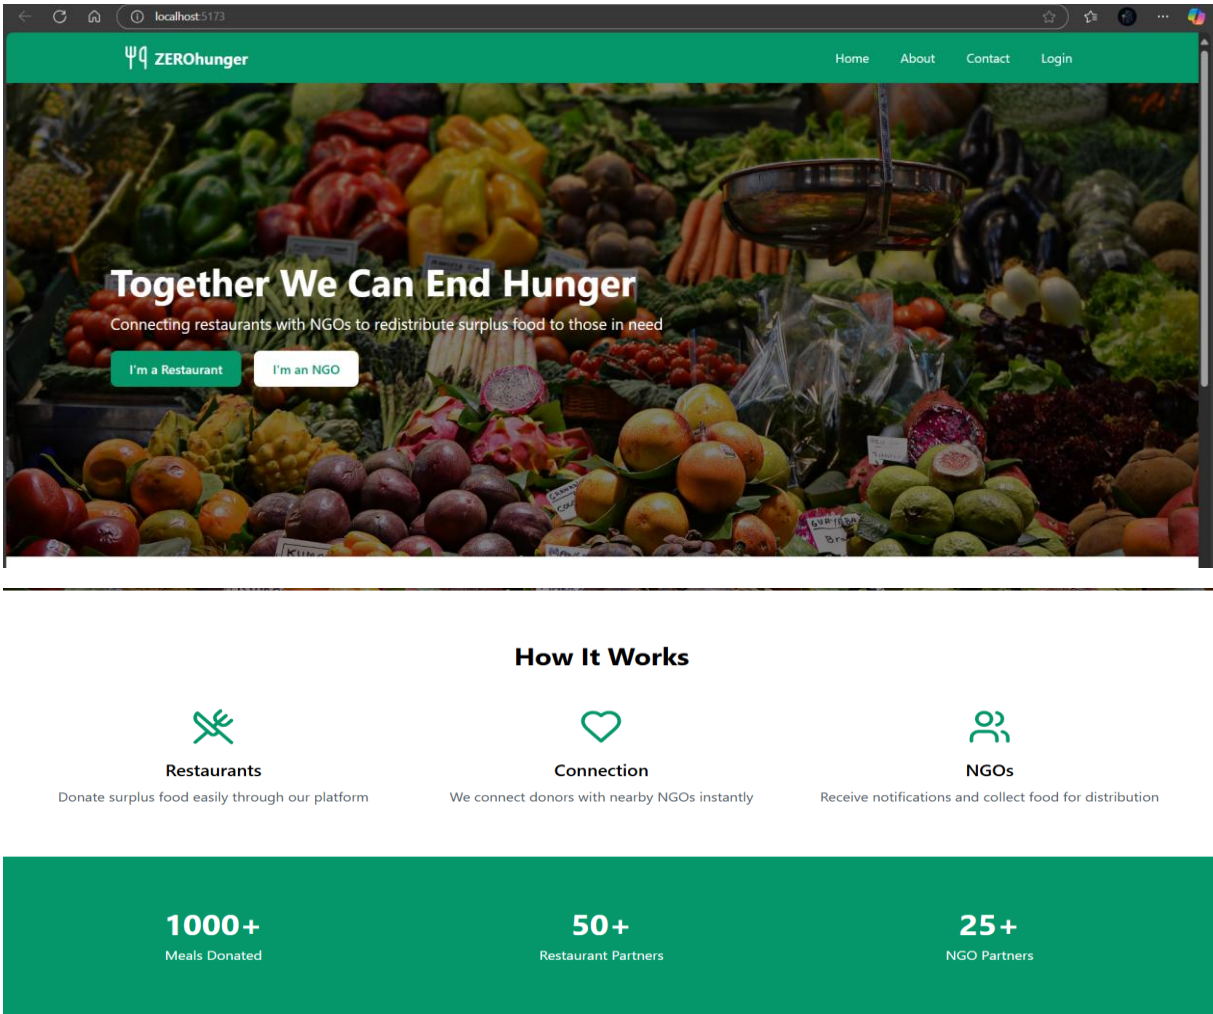 localhost:5173
ZEROhunger
Home About Contact Login
Together We Can End Hunger
Connecting restaurants with NGOs to redistribute surplus food to those in need
I'm a Restaurant I'm an NGO
How It Works
Restaurants Connection NGOs
Donate surplus food easily through our platform We connect donors with nearby NGOs instantly Receive notifications and collect food for distribution
1000+ 50+ 25+
Meals Donated Restaurant Partners NGO Partners